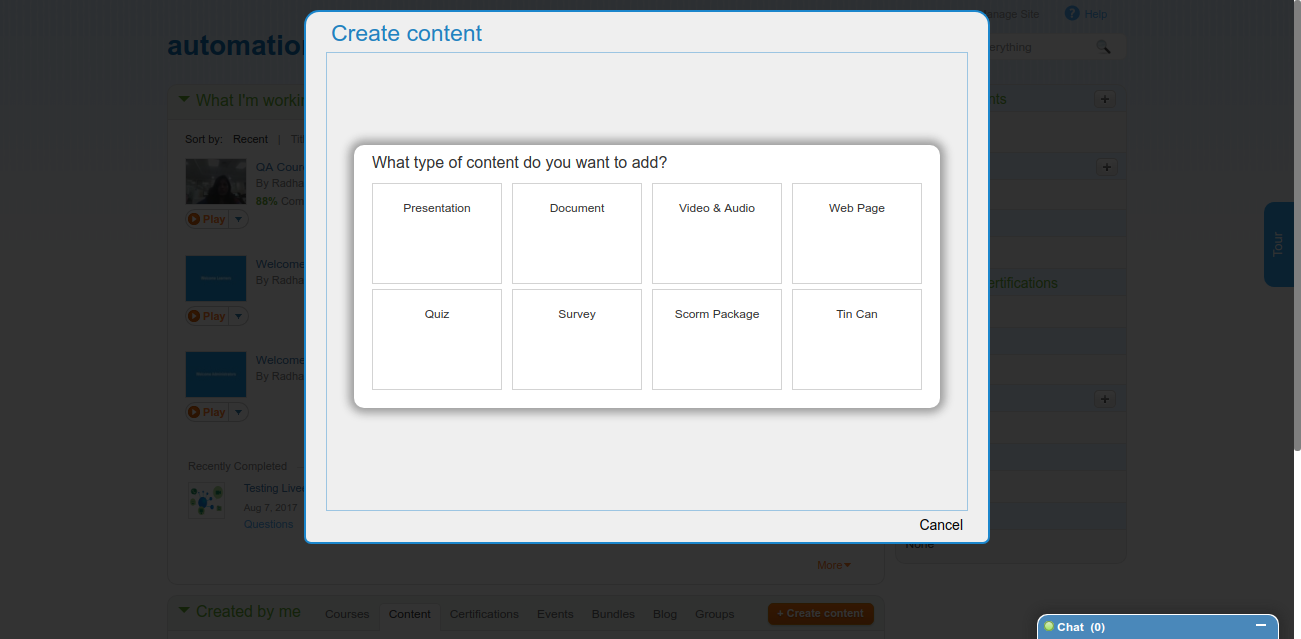 Create content
Manage Site
Help
automation
everything
What I'm working
Sort by: Recent | Titl
QA Cour
By Radha
88% Com
Play
Welcome
By Radha
Play
Welcome
By Radha
Play
Recently Completed
Testing Live
Aug 7, 2017
Questions
What type of content do you want to add?
Presentation
Document
Video & Audio
Web Page
Quiz
Survey
Scorm Package
Tin Can
Cancel
nts
+
+
Tour
ertifications
+
None
More
Created by me
Courses
Content
Certifications
Events
Bundles
Blog
Groups
+ Create content
Chat (0)